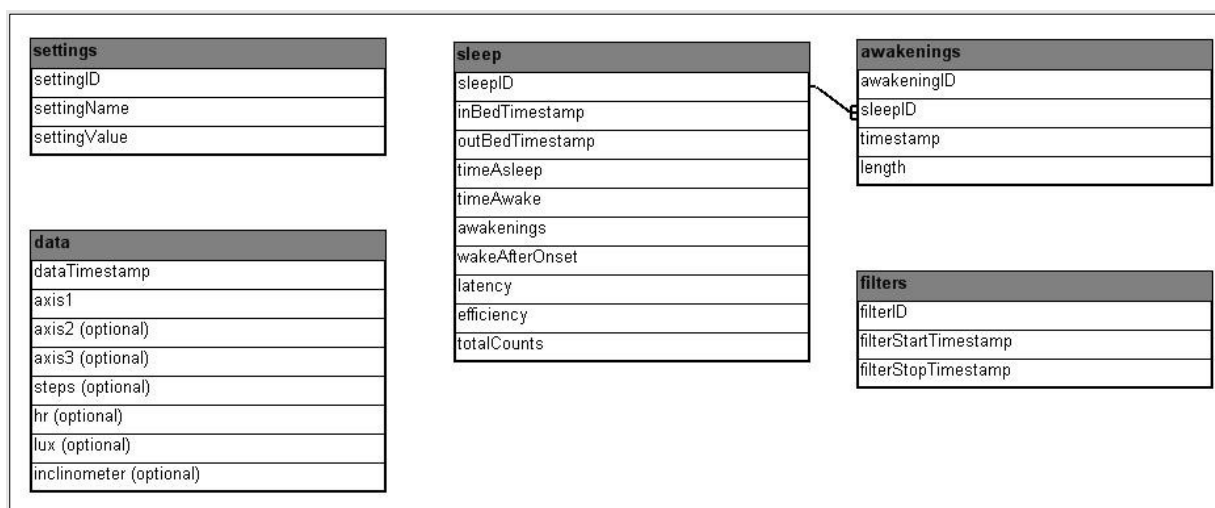 settings
settingID
settingName
settingValue
data
dataTimestamp
axis1
axis2 (optional)
axis3 (optional)
steps (optional)
hr (optional)
lux (optional)
inclinometer (optional)
sleep
sleepID
inBedTimestamp
outBedTimestamp
timeAsleep
timeAwake
awakenings
wakeAfterOnset
latency
efficiency
totalCounts
awakenings
awakeningID
sleepID
timestamp
length
filters
filterID
filterStartTimestamp
filterStopTimestamp